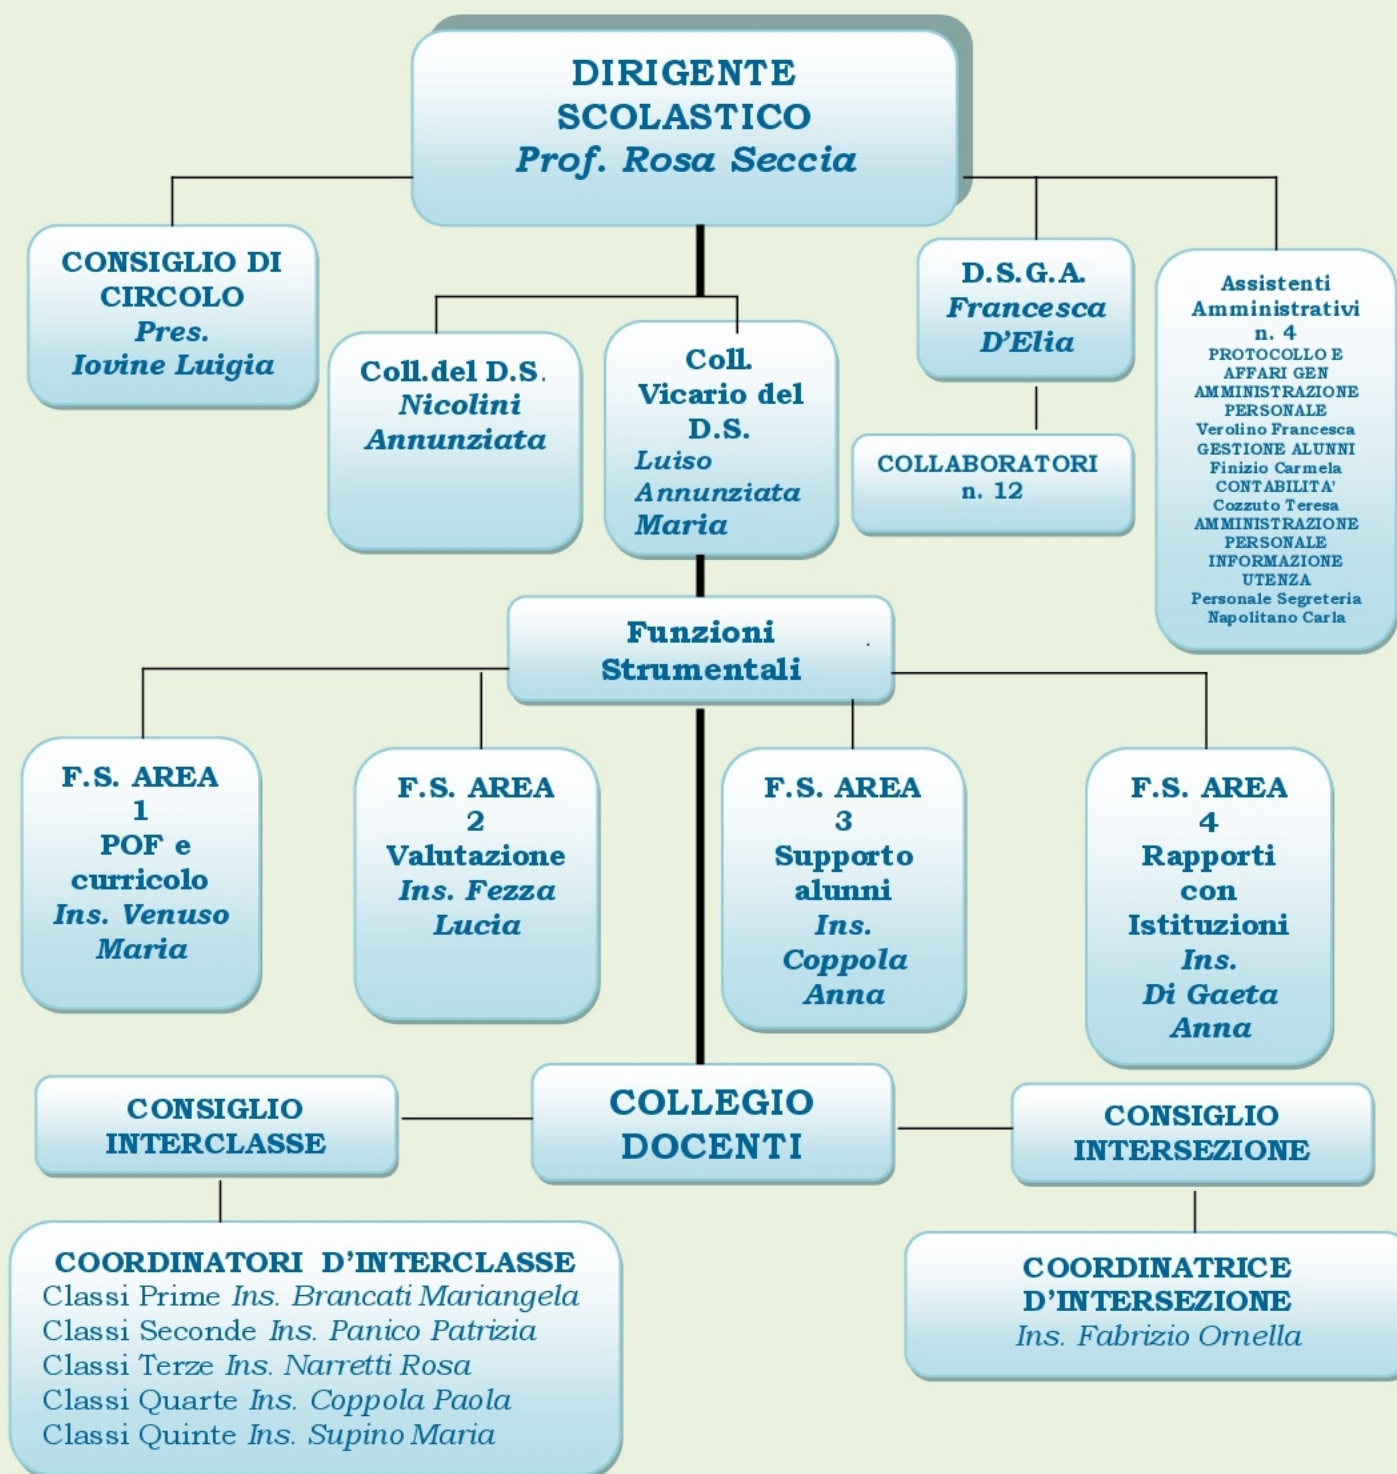 DIRIGENTE
SCOLASTICO
Prof. Rosa Seccia
CONSIGLIO DI
CIRCOLO
Pres.
Iovine Luigia
Coll.del D.S.
Nicolini
Annunziata
Coll.
Vicario del
D.S.
Luiso
Annunziata
Maria
D.S.G.A.
Francesca
D'Elia
COLLABORATORI
n. 12
Assistenti
Amministrativi
n. 4
PROTOCOLLO E
AFFARI GEN
AMMINISTRAZIONE
PERSONALE
Verolino Francesca
GESTIONE ALUNNI
Finizio Carmela
CONTABILITA'
Cozzuto Teresa
AMMINISTRAZIONE
PERSONALE
INFORMAZIONE
UTENZA
Personale Segreteria
Napolitano Carla
Funzioni
Strumentali
F.S. AREA
1
POF e
curricolo
Ins. Venuso
Maria
F.S. AREA
2
Valutazione
Ins. Fezza
Lucia
F.S. AREA
3
Supporto
alunni
Ins.
Coppola
Anna
F.S. AREA
4
Rapporti
con
Istituzioni
Ins.
Di Gaeta
Anna
CONSIGLIO
INTERCLASSE
COLLEGIO
DOCENTI
CONSIGLIO
INTERSEZIONE
COORDINATORI D'INTERCLASSE
Classi Prime Ins. Brancati Mariangela
Classi Seconde Ins. Panico Patrizia
Classi Terze Ins. Narretti Rosa
Classi Quarte Ins. Coppola Paola
Classi Quinte Ins. Supino Maria
COORDINATRICE
D'INTERSEZIONE
Ins. Fabrizio Ornella